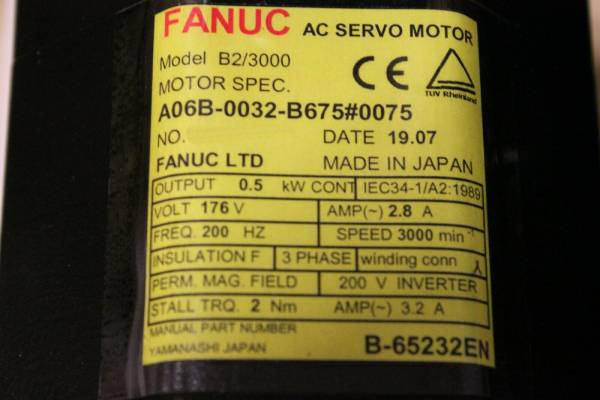 FANUC AC SERVO MOTOR
Model B2/3000
MOTOR SPEC.
CE
TUV Rheinland
A06B-0032-B675#0075
NO. DATE 19.07
FANUC LTD MADE IN JAPAN
OUTPUT 0.5 kW CONT IEC34-1/A2:1989
VOLT 176 V AMP(~) 2.8 A
FREQ. 200 HZ SPEED 3000 min⁻¹
INSULATION F 3 PHASE winding conn
PERM. MAG. FIELD 200 V INVERTER
STALL TRQ. 2 Nm AMP(~) 3.2 A
MANUAL PART NUMBER
YAMANASHI JAPAN B-65232EN